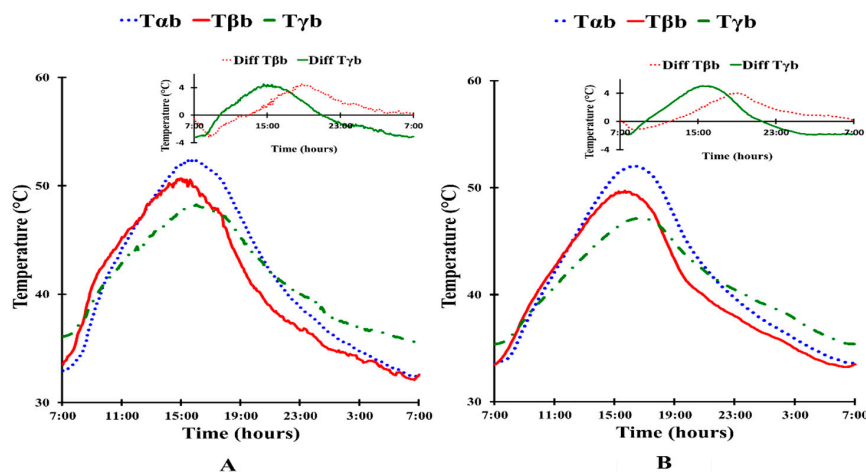 Tαb Tβb Tγb
Diff Tβb Diff Tγb
Temperature (°C)
4
0
-4
7:00 15:00 23:00 7:00
Time (hours)
Temperature (°C)
60
50
40
30
7:00 11:00 15:00 19:00 23:00 3:00 7:00
Time (hours)
A
Tαb Tβb Tγb
Diff Tβb Diff Tγb
Temperature (°C)
4
0
-4
7:00 15:00 23:00 7:00
Time (hours)
Temperature (°C)
60
50
40
30
7:00 11:00 15:00 19:00 23:00 3:00 7:00
Time (hours)
B